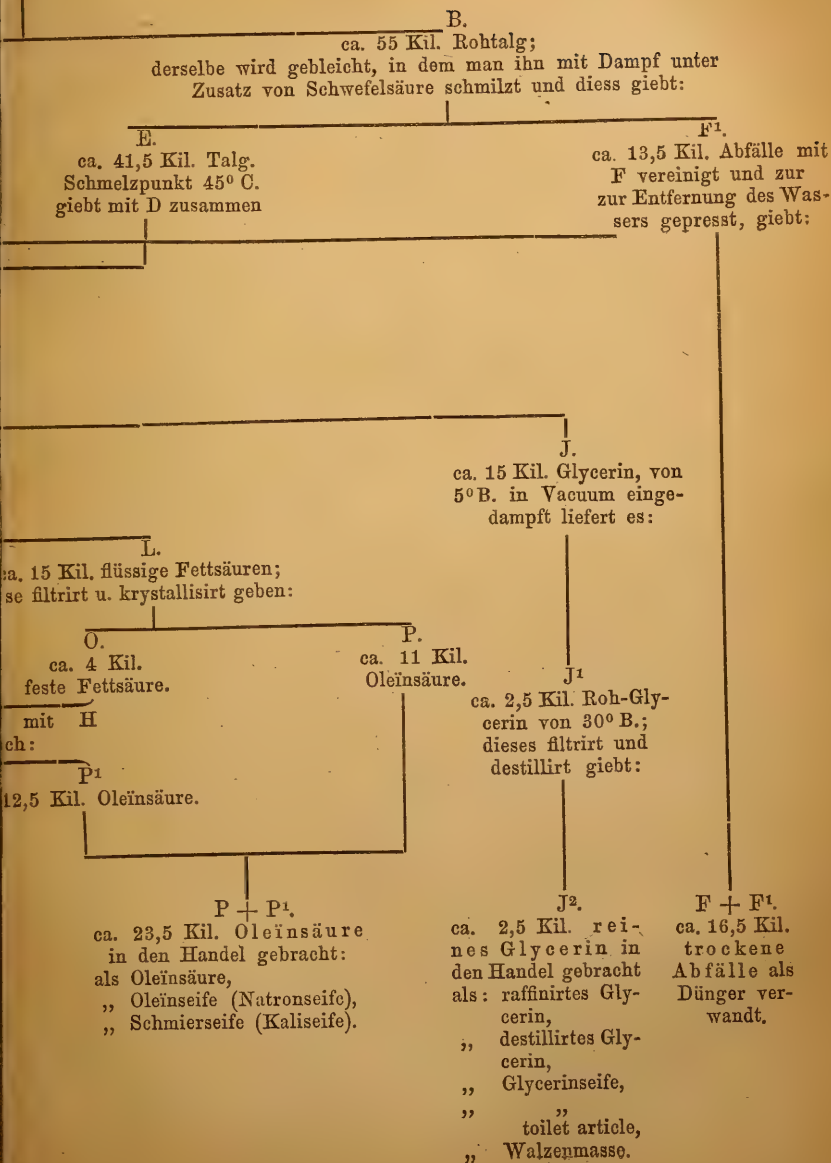 B.
ca. 55 Kil. Rohtalg;
derselbe wird gebleicht, in dem man ihn mit Dampf unter
Zusatz von Schwefelsäure schmilzt und diess giebt:
E.
ca. 41,5 Kil. Talg.
Schmelzpunkt 45⁰ C.
giebt mit D zusammen
F¹.
ca. 13,5 Kil. Abfälle mit
F vereinigt und zur
zur Entfernung des Was-
sers gepresst, giebt:
J.
ca. 15 Kil. Glycerin, von
5⁰ B. in Vacuum einge-
dampft liefert es:
L.
ca. 15 Kil. flüssige Fettsäuren;
se filtrirt u. krystallisirt geben:
O.
ca. 4 Kil.
feste Fettsäure.
P.
ca. 11 Kil.
Oleïnsäure.
mit H
ch:
P¹
12,5 Kil. Oleïnsäure.
J¹
ca. 2,5 Kil. Roh-Gly-
cerin von 30⁰ B.;
dieses filtrirt und
destillirt giebt:
P + P¹.
ca. 23,5 Kil. Oleïnsäure
in den Handel gebracht:
als Oleïnsäure,
„ Oleïnseife (Natronseife),
„ Schmierseife (Kaliseife).
J².
ca. 2,5 Kil. rei-
nes Glycerin in
den Handel gebracht
als: raffinirtes Gly-
cerin,
„ destillirtes Gly-
cerin,
„ Glycerinseife,
„ „
toilet article,
„ Walzenmasse.
F + F¹.
ca. 16,5 Kil.
trockene
Abfälle als
Dünger ver-
wandt.